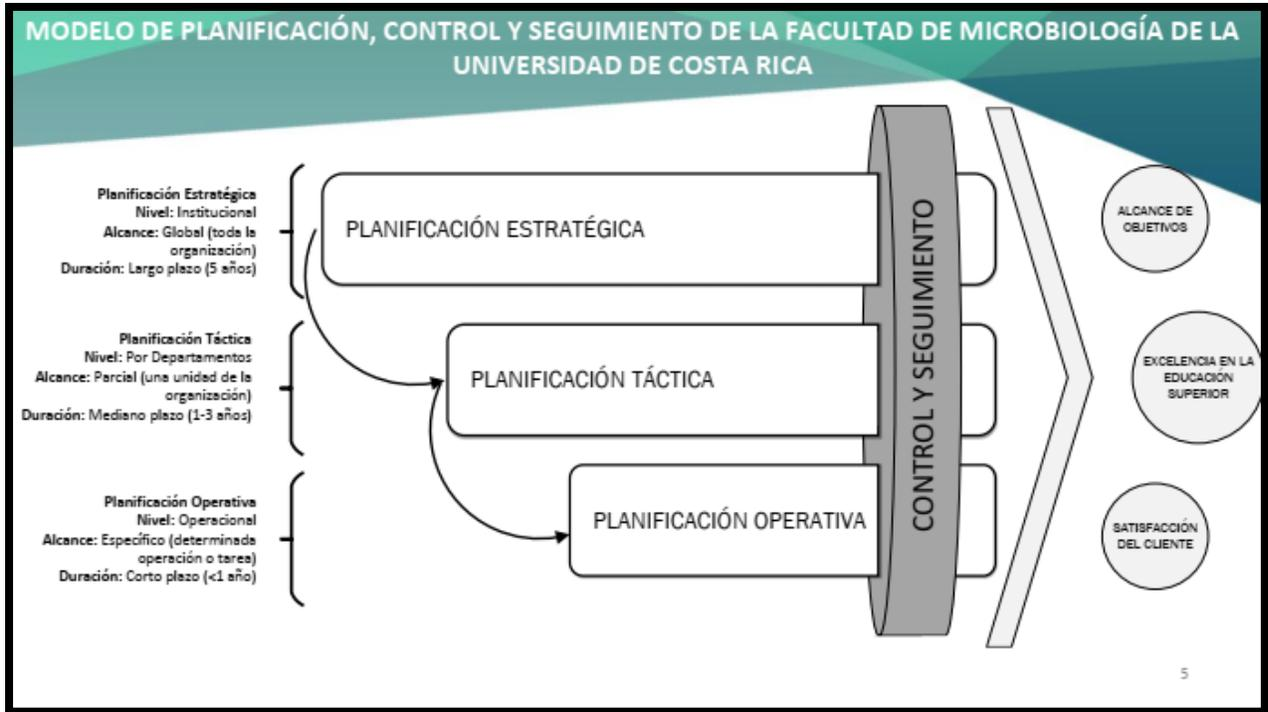 MODELO DE PLANIFICACIÓN, CONTROL Y SEGUIMIENTO DE LA FACULTAD DE MICROBIOLOGÍA DE LA
UNIVERSIDAD DE COSTA RICA
Planificación Estratégica
Nivel: Institucional
Alcance: Global (toda la
organización)
Duración: Largo plazo (5 años)
PLANIFICACIÓN ESTRATÉGICA
Planificación Táctica
Nivel: Por Departamentos
Alcance: Parcial (una unidad de la
organización)
Duración: Mediano plazo (1-3 años)
PLANIFICACIÓN TÁCTICA
Planificación Operativa
Nivel: Operacional
Alcance: Específico (determinada
operación o tarea)
Duración: Corto plazo (<1 año)
PLANIFICACIÓN OPERATIVA
CONTROL Y SEGUIMIENTO
ALCANCE DE
OBJETIVOS
EXCELENCIA EN LA
EDUCACIÓN
SUPERIOR
SATISFACCIÓN
DEL CLIENTE
5